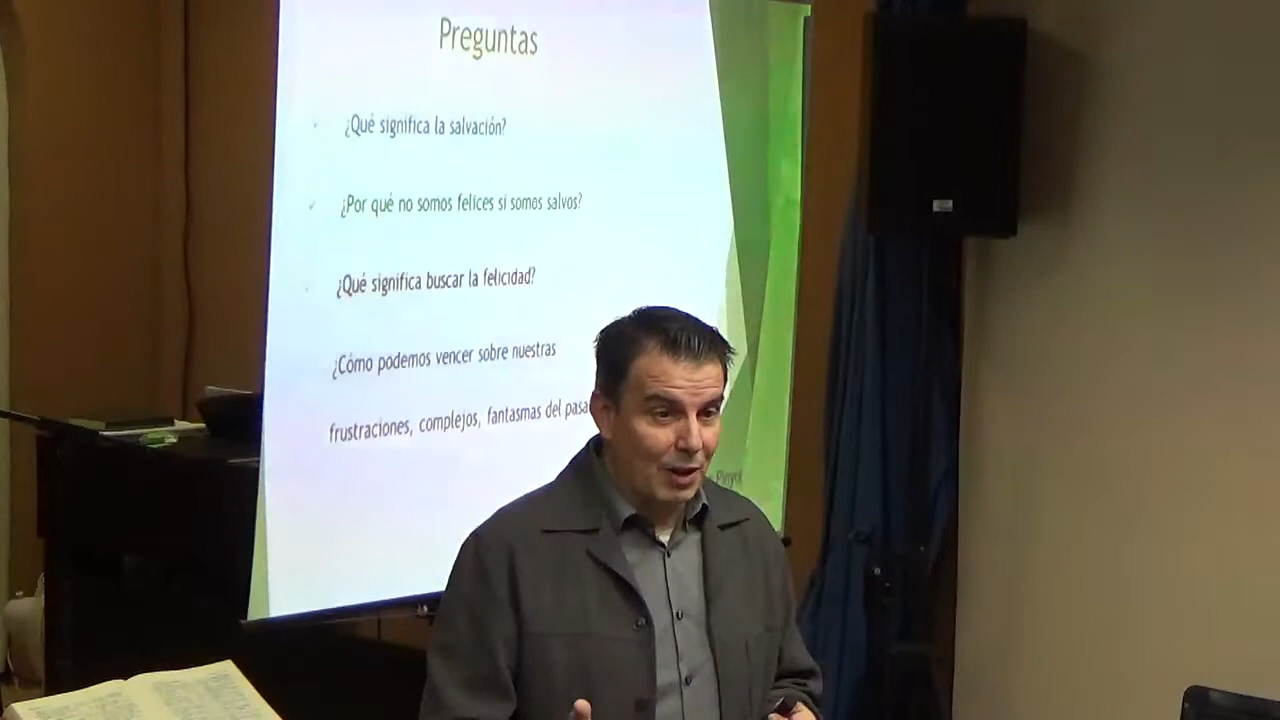 Preguntas
¿Qué significa la salvación?
¿Por qué no somos felices si somos salvos?
¿Qué significa buscar la felicidad?
¿Cómo podemos vencer sobre nuestras
frustraciones, complejos, fantasmas del pasa